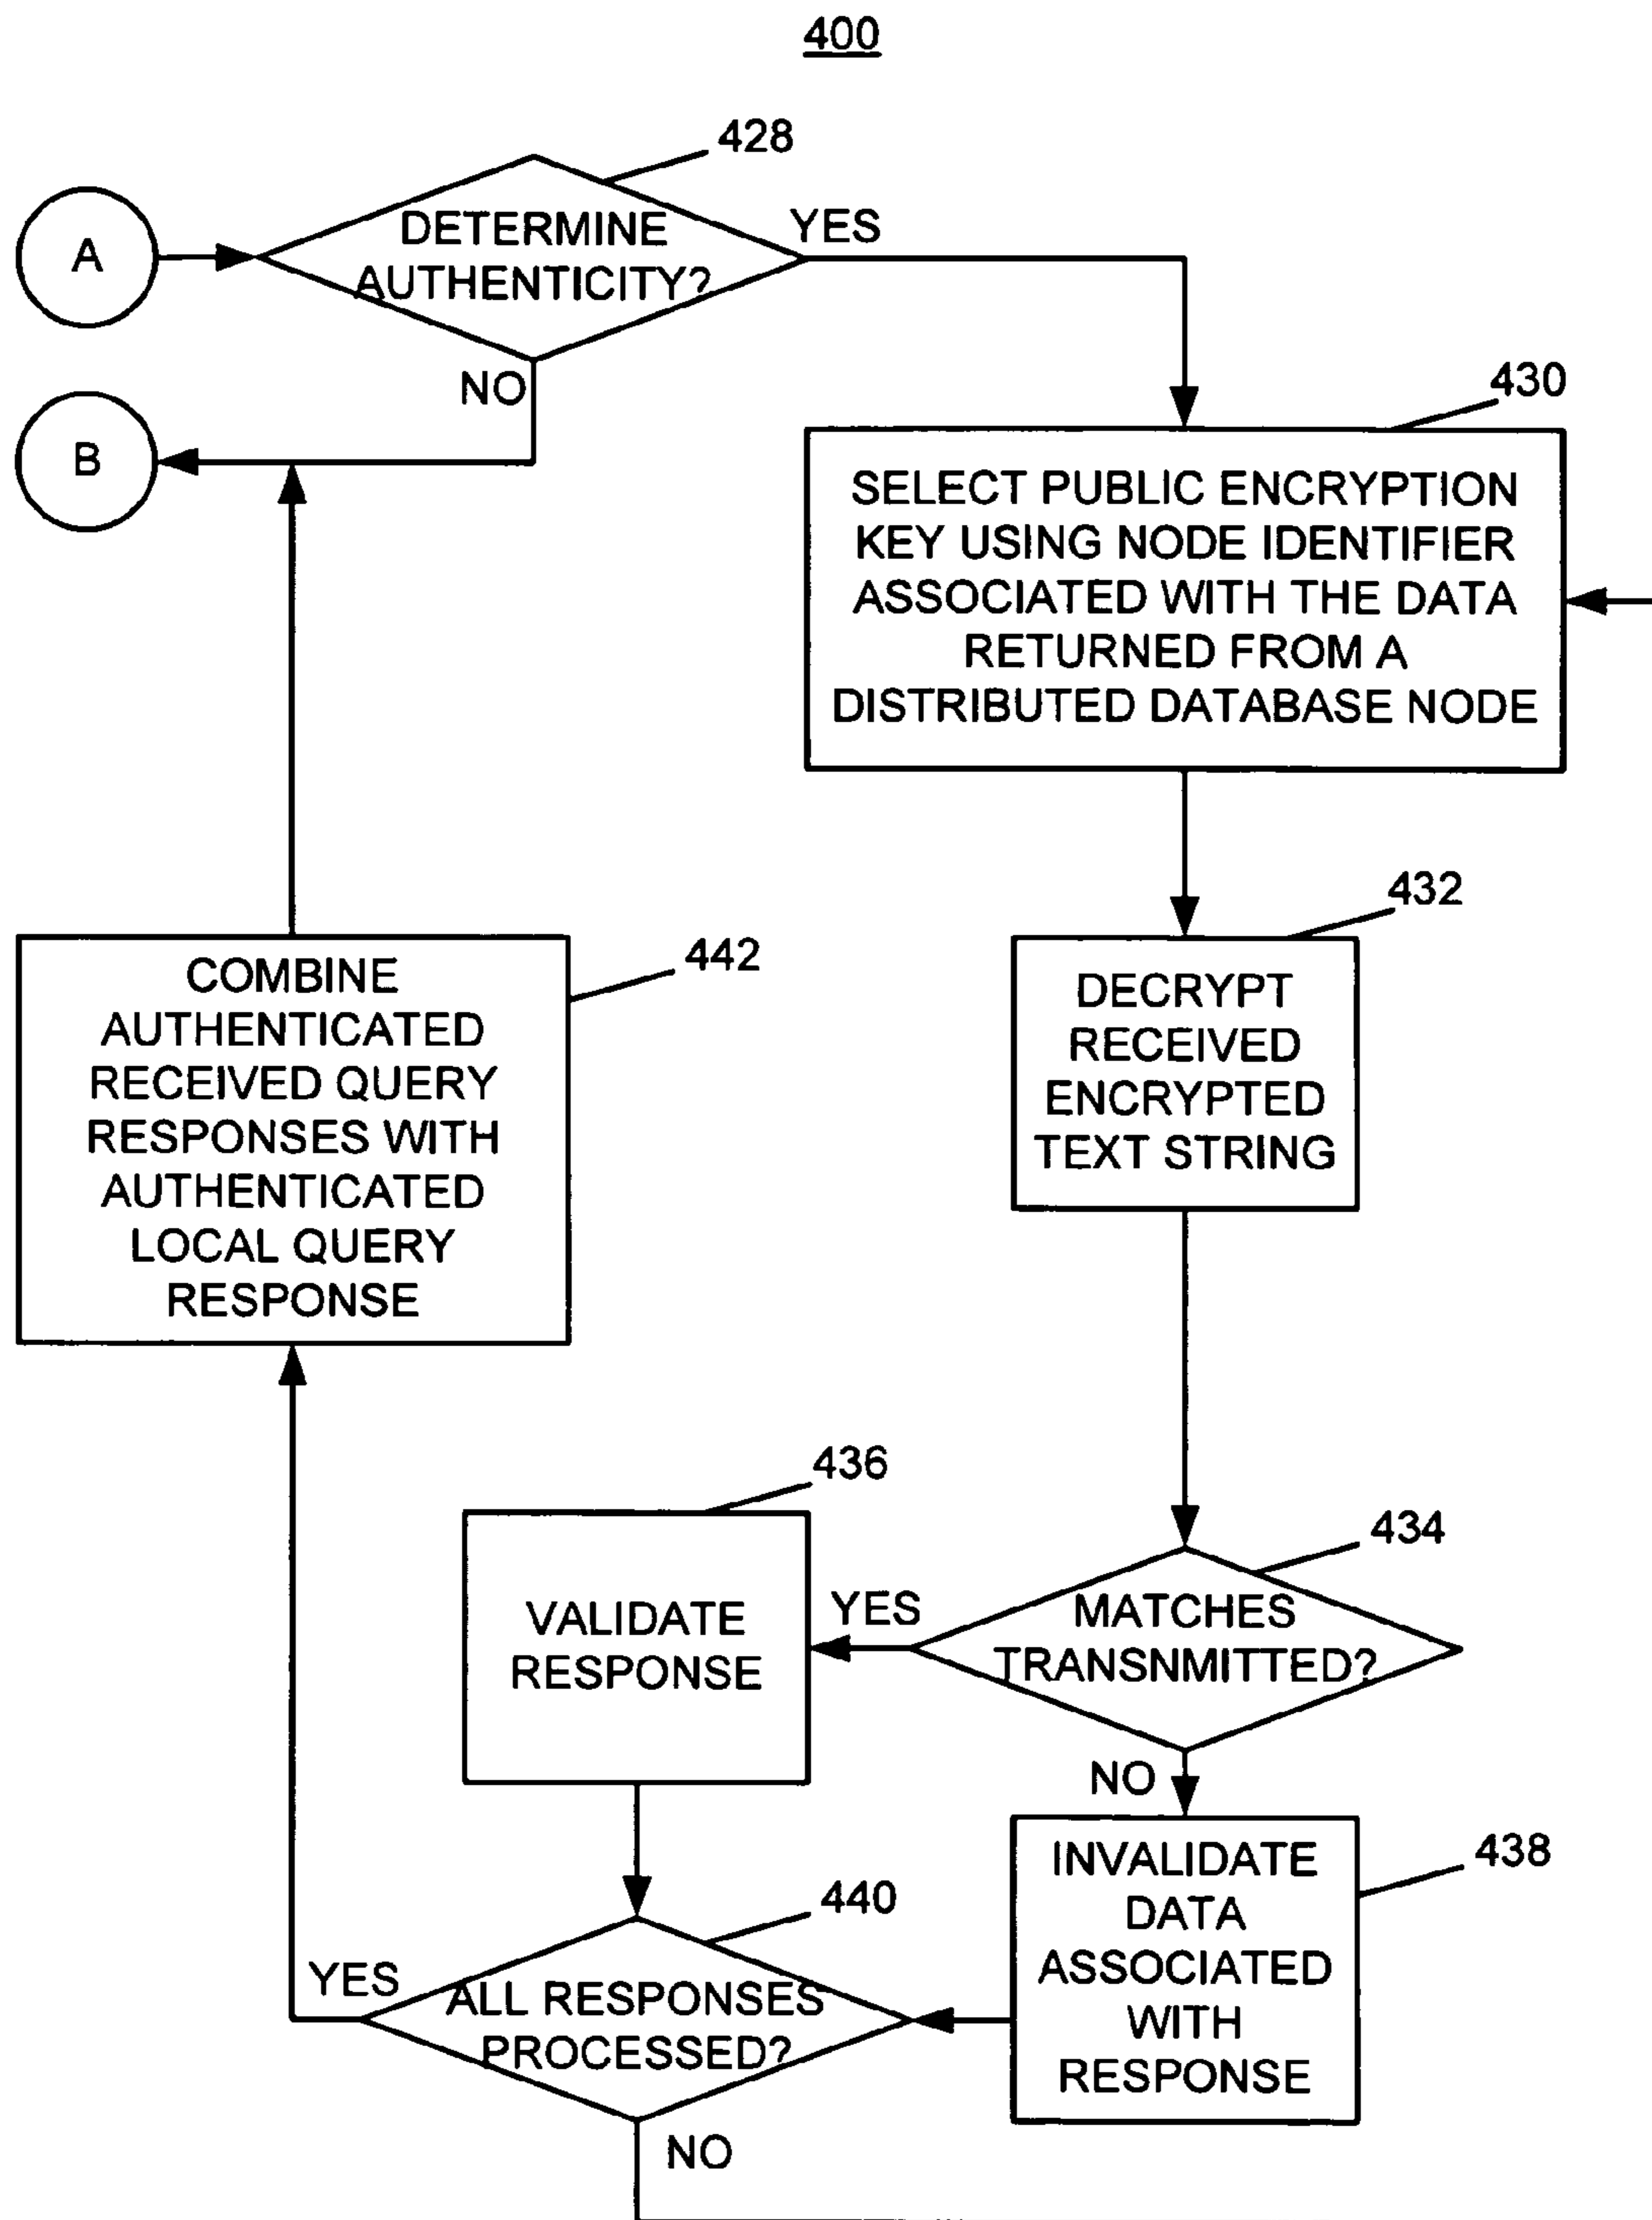 400
428
A
DETERMINE
AUTHENTICITY?
YES
NO
B
430
SELECT PUBLIC ENCRYPTION
KEY USING NODE IDENTIFIER
ASSOCIATED WITH THE DATA
RETURNED FROM A
DISTRIBUTED DATABASE NODE
432
DECRYPT
RECEIVED
ENCRYPTED
TEXT STRING
442
COMBINE
AUTHENTICATED
RECEIVED QUERY
RESPONSES WITH
AUTHENTICATED
LOCAL QUERY
RESPONSE
436
VALIDATE
RESPONSE
434
YES
MATCHES
TRANSNMITTED?
NO
438
INVALIDATE
DATA
ASSOCIATED
WITH
RESPONSE
440
YES
ALL RESPONSES
PROCESSED?
NO